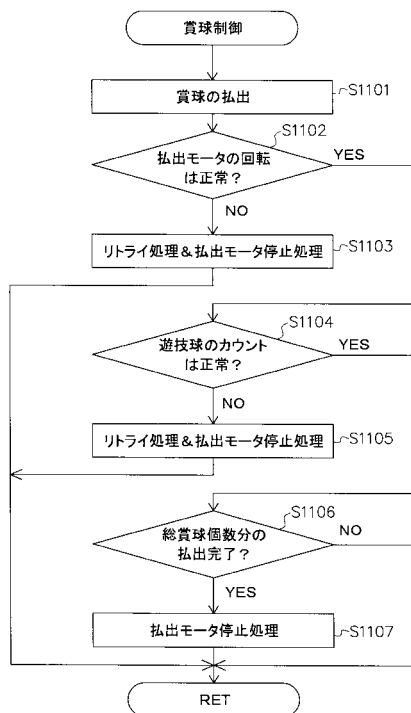 賞球制御
賞球の払出
S1101
S1102
払出モータの回転
は正常？
YES
NO
リトライ処理＆払出モータ停止処理
S1103
S1104
遊技球のカウント
は正常？
YES
NO
リトライ処理＆払出モータ停止処理
S1105
S1106
総賞球個数分の
払出完了？
NO
YES
払出モータ停止処理
S1107
RET